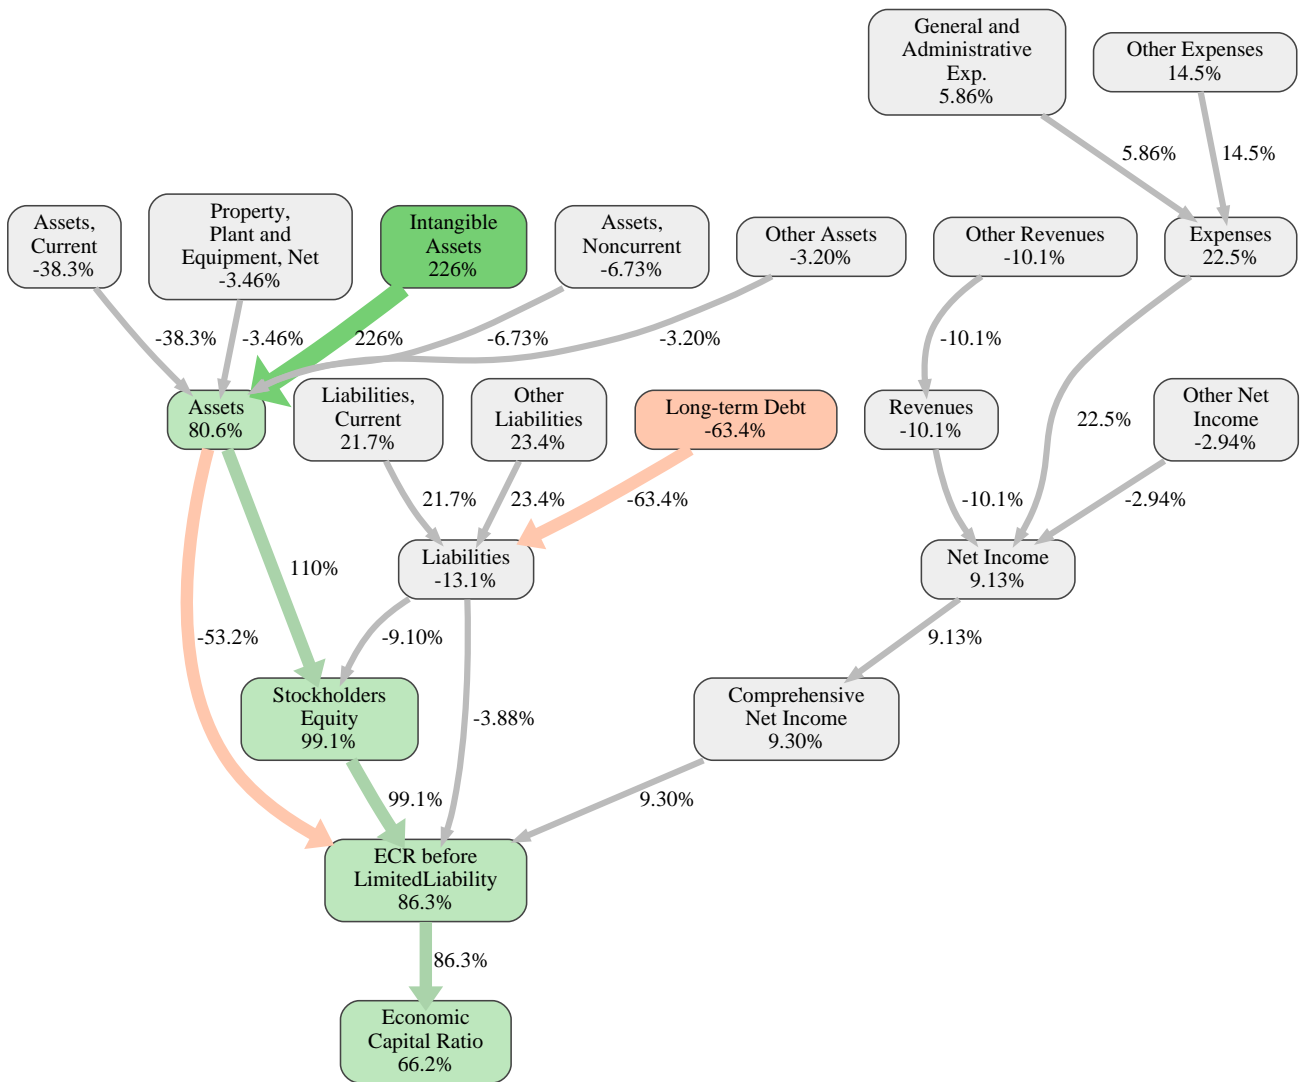 General and
Administrative
Exp.
5.86%
Other Expenses
14.5%
5.86%
14.5%
Assets,
Current
-38.3%
Property,
Plant and
Equipment, Net
-3.46%
Intangible
Assets
226%
Assets,
Noncurrent
-6.73%
Other Assets
-3.20%
Other Revenues
-10.1%
Expenses
22.5%
-38.3%
-3.46%
226%
-6.73%
-3.20%
-10.1%
22.5%
Assets
80.6%
Liabilities,
Current
21.7%
Other
Liabilities
23.4%
Long-term Debt
-63.4%
Revenues
-10.1%
Other Net
Income
-2.94%
21.7%
23.4%
-63.4%
-10.1%
-2.94%
110%
Liabilities
-13.1%
Net Income
9.13%
-53.2%
-9.10%
9.13%
-3.88%
Stockholders
Equity
99.1%
Comprehensive
Net Income
9.30%
99.1%
9.30%
ECR before
LimitedLiability
86.3%
86.3%
Economic
Capital Ratio
66.2%